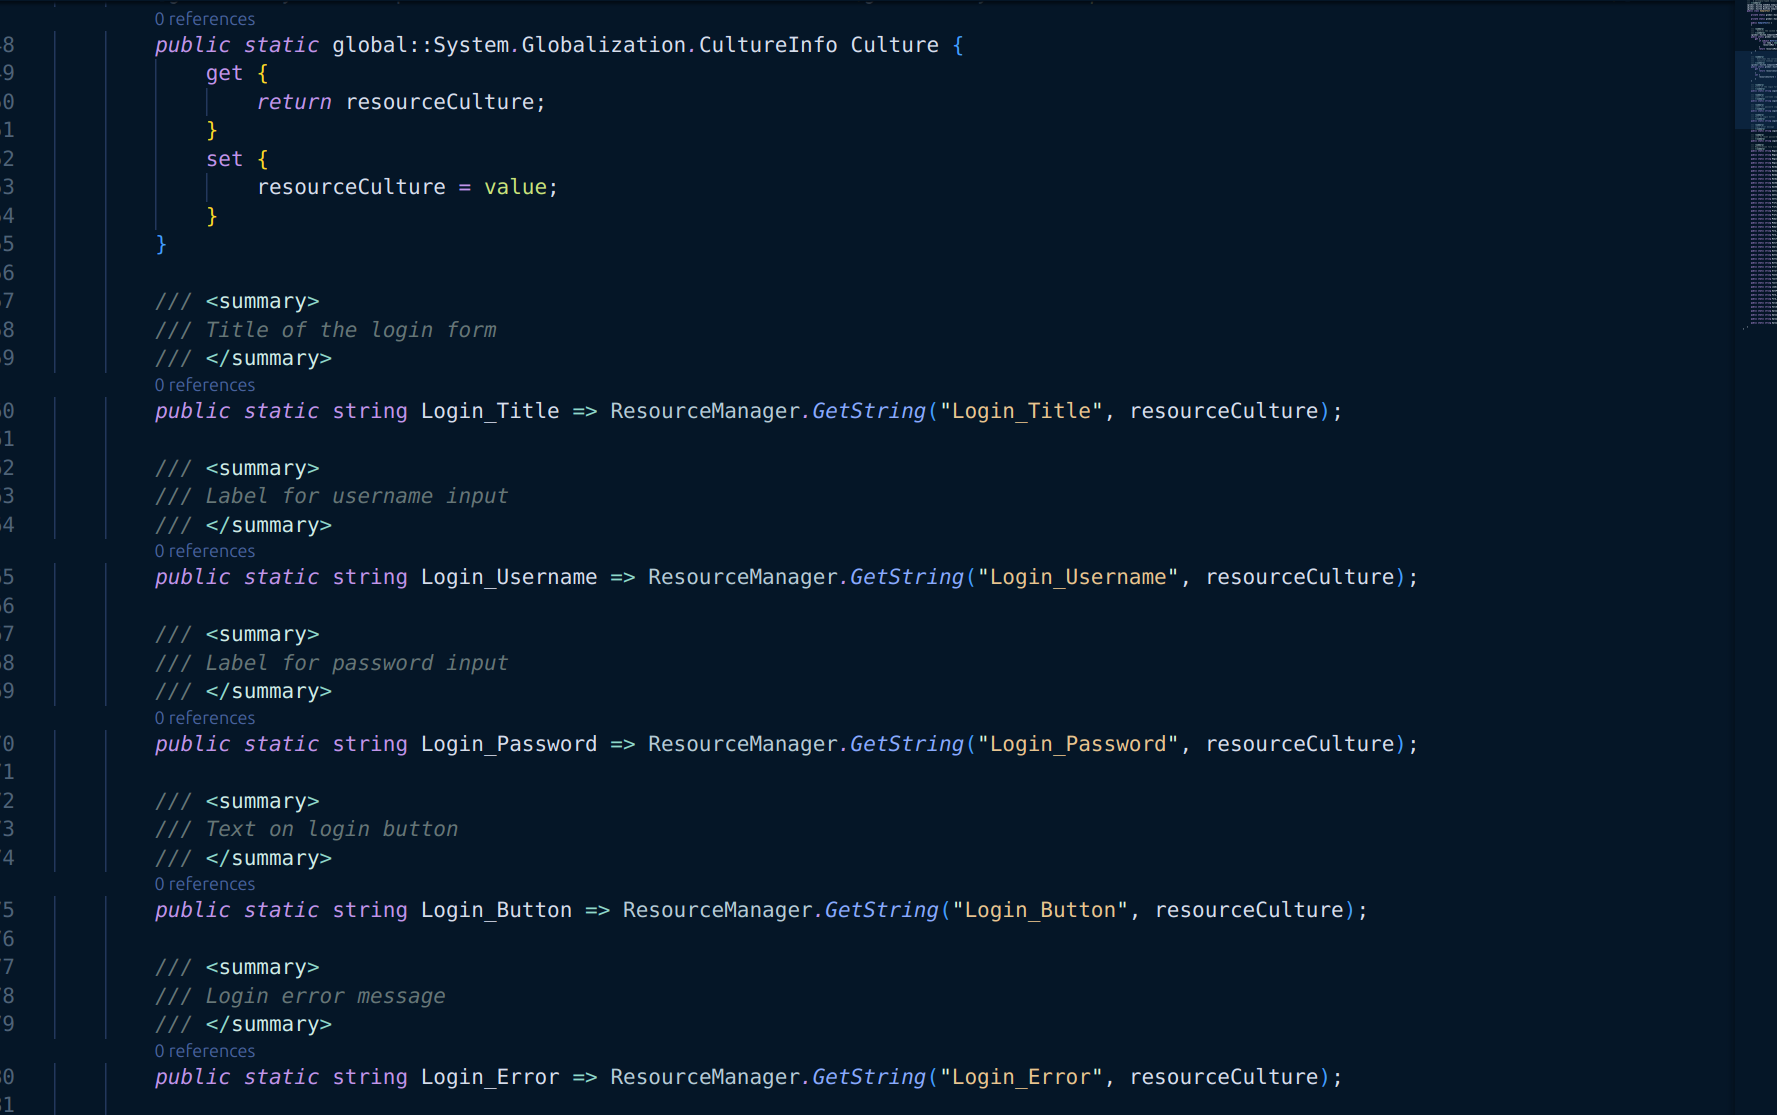 0 references
8 public static global::System.Globalization.CultureInfo Culture {
9 get {
0 return resourceCulture;
1 }
2 set {
3 resourceCulture = value;
4 }
5 }
6
7 /// <summary>
8 /// Title of the login form
9 /// </summary>
0 references
0 public static string Login_Title => ResourceManager.GetString("Login_Title", resourceCulture);
1
2 /// <summary>
3 /// Label for username input
4 /// </summary>
0 references
5 public static string Login_Username => ResourceManager.GetString("Login_Username", resourceCulture);
6
7 /// <summary>
8 /// Label for password input
9 /// </summary>
0 references
0 public static string Login_Password => ResourceManager.GetString("Login_Password", resourceCulture);
1
2 /// <summary>
3 /// Text on login button
4 /// </summary>
0 references
5 public static string Login_Button => ResourceManager.GetString("Login_Button", resourceCulture);
6
7 /// <summary>
8 /// Login error message
9 /// </summary>
0 references
0 public static string Login_Error => ResourceManager.GetString("Login_Error", resourceCulture);
1